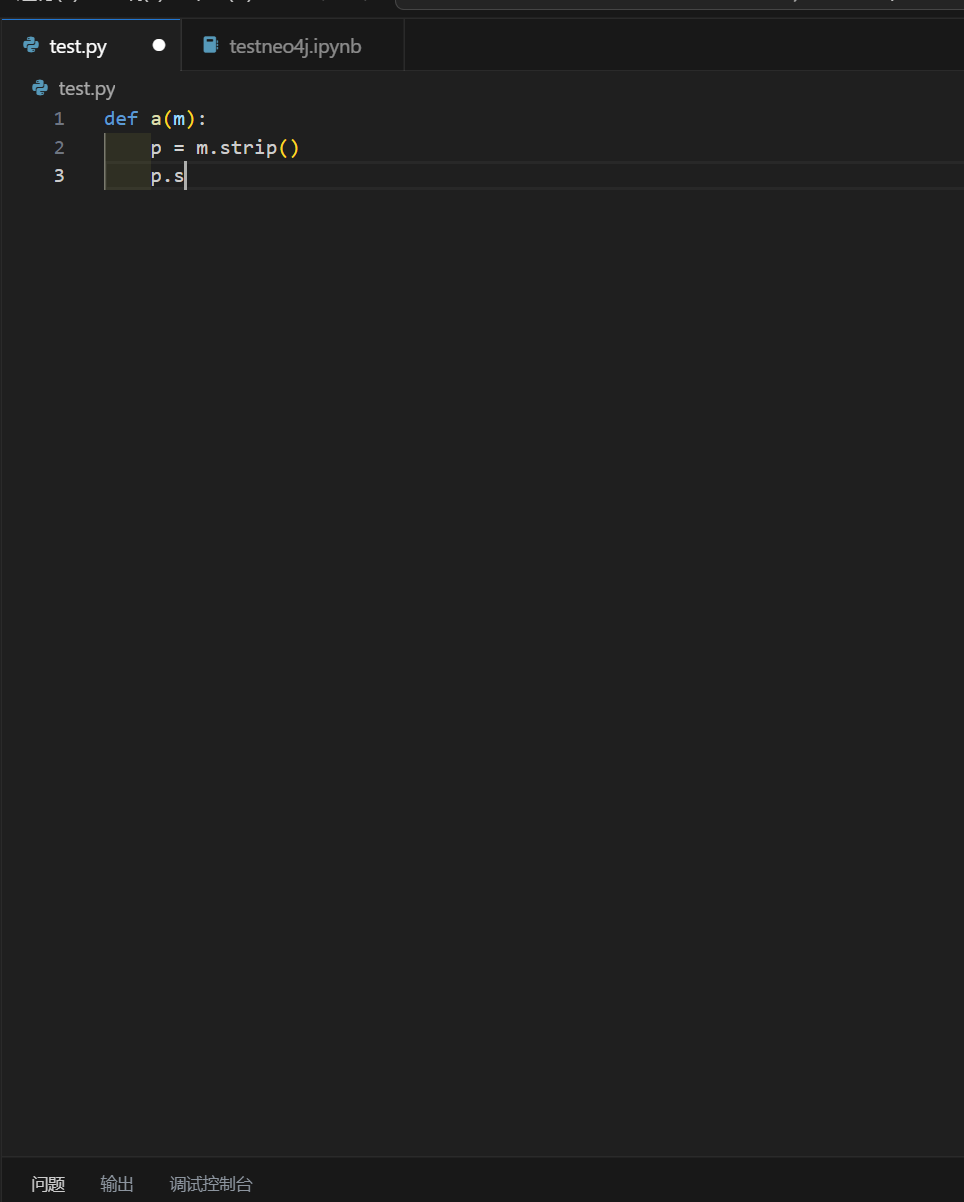 test.py
testneo4j.ipynb
test.py
1 def a(m):
2 p = m.strip()
3 p.s
问题 输出 调试控制台